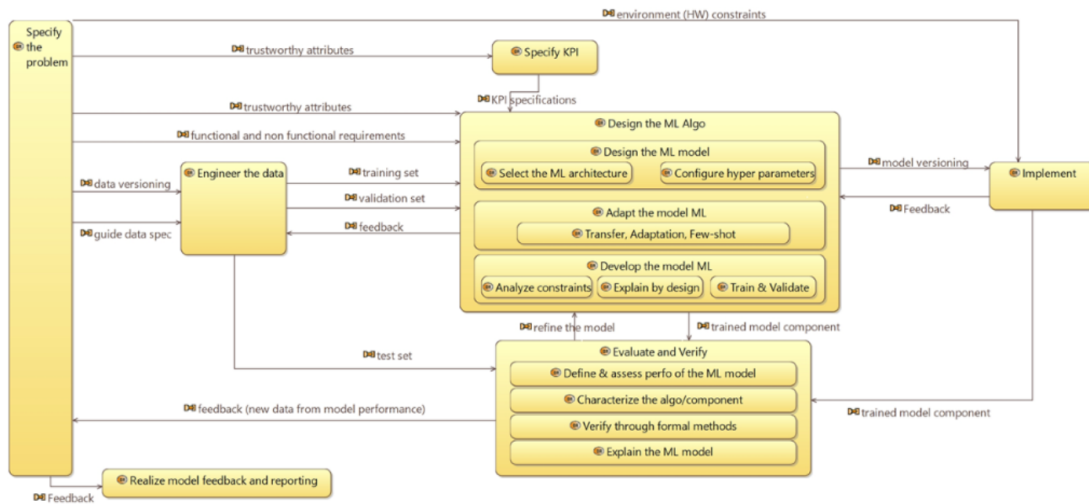 environment (HW) constraints
Specify
the
problem
trustworthy attributes
Specify KPI
KPI specifications
trustworthy attributes
Design the ML Algo
functional and non functional requirements
Design the ML model
Select the ML architecture
Configure hyper parameters
Engineer the data
training set
model versioning
Implement
data versioning
validation set
Feedback
Adapt the model ML
guide data spec
feedback
Transfer, Adaptation, Few-shot
Develop the model ML
Analyze constraints
Explain by design
Train & Validate
refine the model
trained model component
Evaluate and Verify
test set
Define & assess perfo of the ML model
Characterize the algo/component
feedback (new data from model performance)
trained model component
Verify through formal methods
Explain the ML model
Realize model feedback and reporting
Feedback